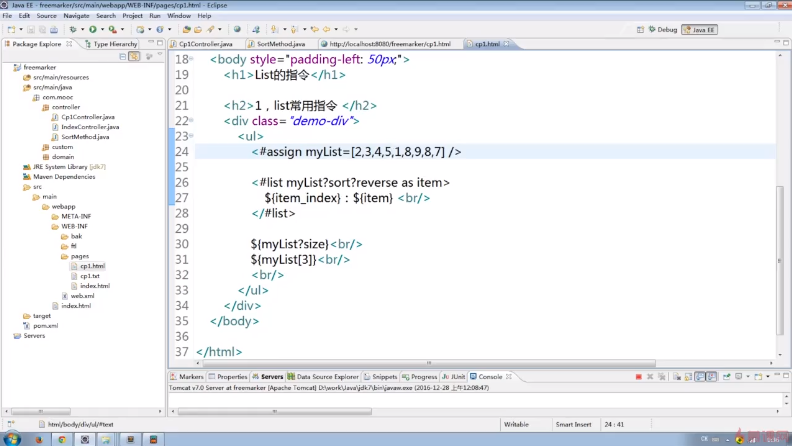 Java EE - freemarker/src/main/webapp/WEB-INF/pages/cp1.html - Eclipse
File Edit Source Navigate Search Project Run Window Help
Debug Java EE
Package Explorer Type Hierarchy
freemarker
src/main/resources
src/main/java
com.mooc
controller
Cp1Controller.java
IndexController.java
SortMethod.java
custom
domain
JRE System Library [jdk7]
Maven Dependencies
src
main
webapp
META-INF
WEB-INF
bak
ftl
pages
cp1.html
cp1.txt
index.html
web.xml
index.html
target
pom.xml
Servers
Cp1Controller.java SortMethod.java http://localhost:8080/freemarker/cp1.html cp1.html
18 <body style="padding-left: 50px;">
19 <h1>List的指令</h1>
20
21 <h2>1，list常用指令 </h2>
22 <div class="demo-div">
23 <ul>
24 <#assign myList=[2,3,4,5,1,8,9,8,7] />
25
26 <#list myList?sort?reverse as item>
27 ${item_index}：${item} <br/>
28 </#list>
29
30 ${myList?size}<br/>
31 ${myList[3]}<br/>
32 <br/>
33 </ul>
34 </div>
35 </body>
36
37 </html>
Markers Properties Servers Data Source Explorer Snippets Progress JUnit Console
Tomcat v7.0 Server at freemarker [Apache Tomcat] D:\work\Java\jdk7\bin\javaw.exe (2016-12-28 上午12:08:47)
html/body/div/ul/#text Writable Smart Insert 24 : 41